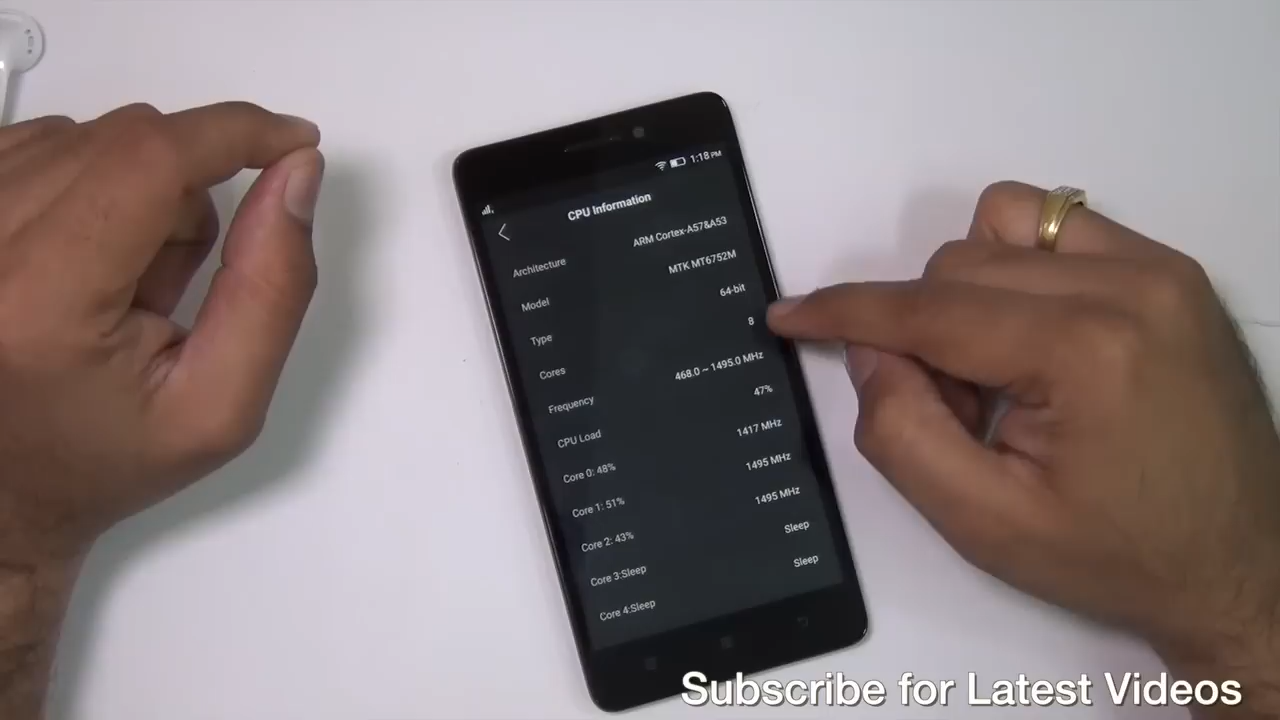 1:18 PM
CPU Information
Architecture ARM Cortex-A57&A53
Model MTK MT6752M
Type 64-bit
Cores 8
Frequency 468.0 ~ 1495.0 MHz
CPU Load 47%
Core 0: 48% 1417 MHz
Core 1: 51% 1495 MHz
Core 2: 43% 1495 MHz
Core 3:Sleep Sleep
Core 4:Sleep Sleep
Subscribe for Latest Videos